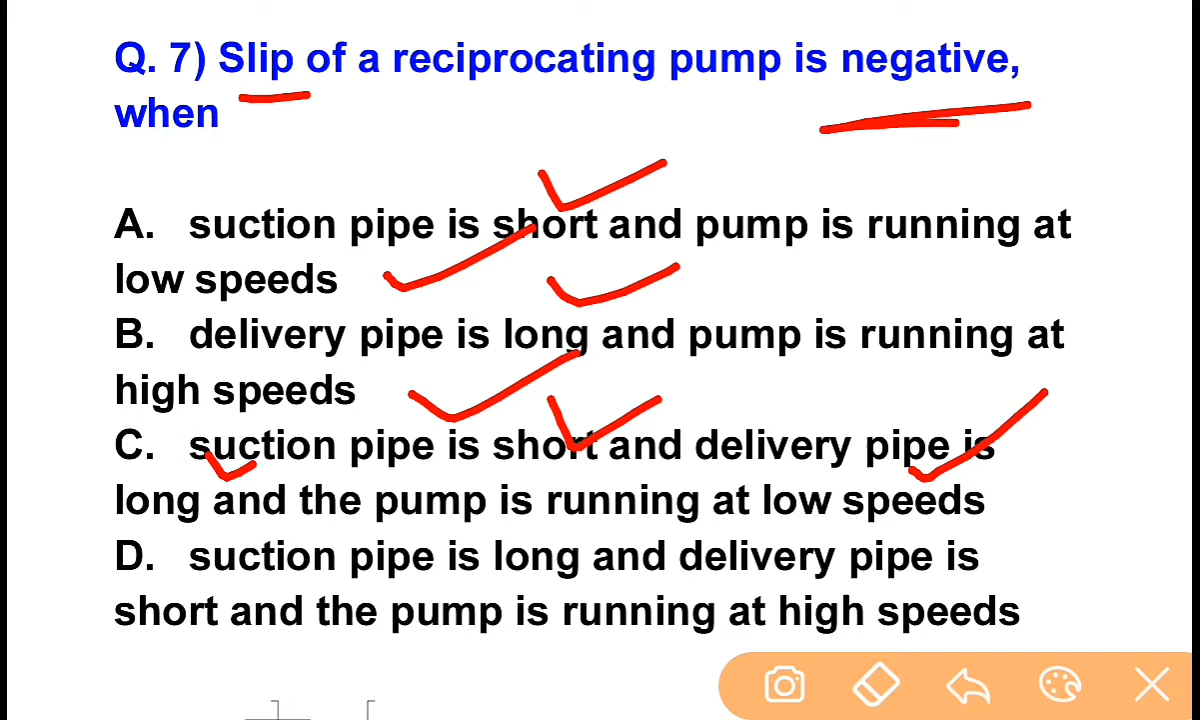 Q. 7) Slip of a reciprocating pump is negative,
when
A. suction pipe is short and pump is running at
low speeds
B. delivery pipe is long and pump is running at
high speeds
C. suction pipe is short and delivery pipe is
long and the pump is running at low speeds
D. suction pipe is long and delivery pipe is
short and the pump is running at high speeds